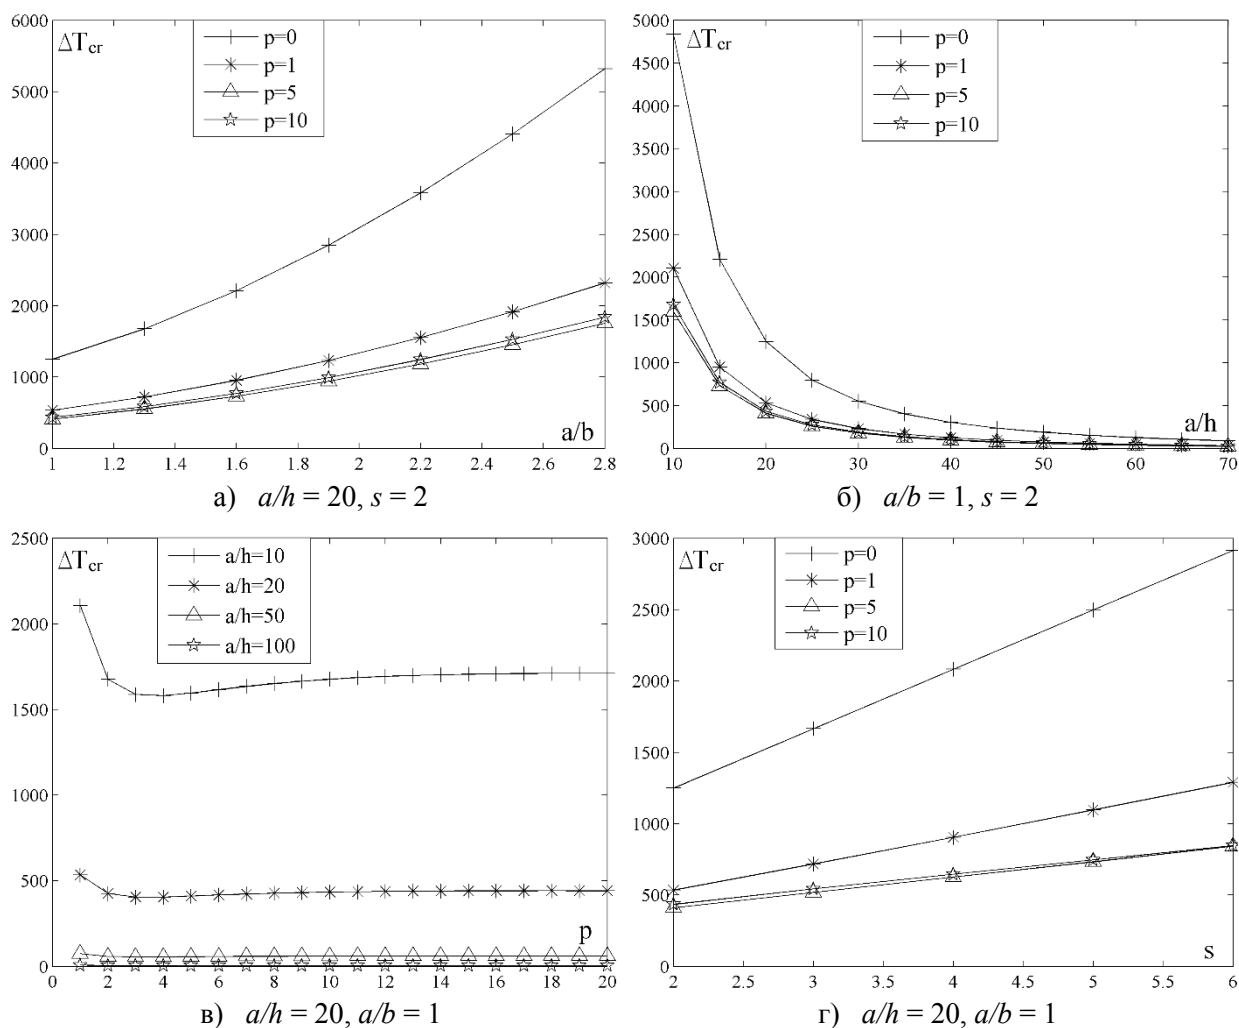 6000
5000
4000
3000
2000
1000
0
ΔT_cr
p=0
p=1
p=5
p=10
a/b
1 1.2 1.4 1.6 1.8 2 2.2 2.4 2.6 2.8
а) a/h = 20, s = 2
5000
4500
4000
3500
3000
2500
2000
1500
1000
500
0
ΔT_cr
p=0
p=1
p=5
p=10
a/h
10 20 30 40 50 60 70
б) a/b = 1, s = 2
2500
2000
1500
1000
500
0
ΔT_cr
a/h=10
a/h=20
a/h=50
a/h=100
p
0 2 4 6 8 10 12 14 16 18 20
в) a/h = 20, a/b = 1
3000
2500
2000
1500
1000
500
0
ΔT_cr
p=0
p=1
p=5
p=10
s
2 2.5 3 3.5 4 4.5 5 5.5 6
г) a/h = 20, a/b = 1